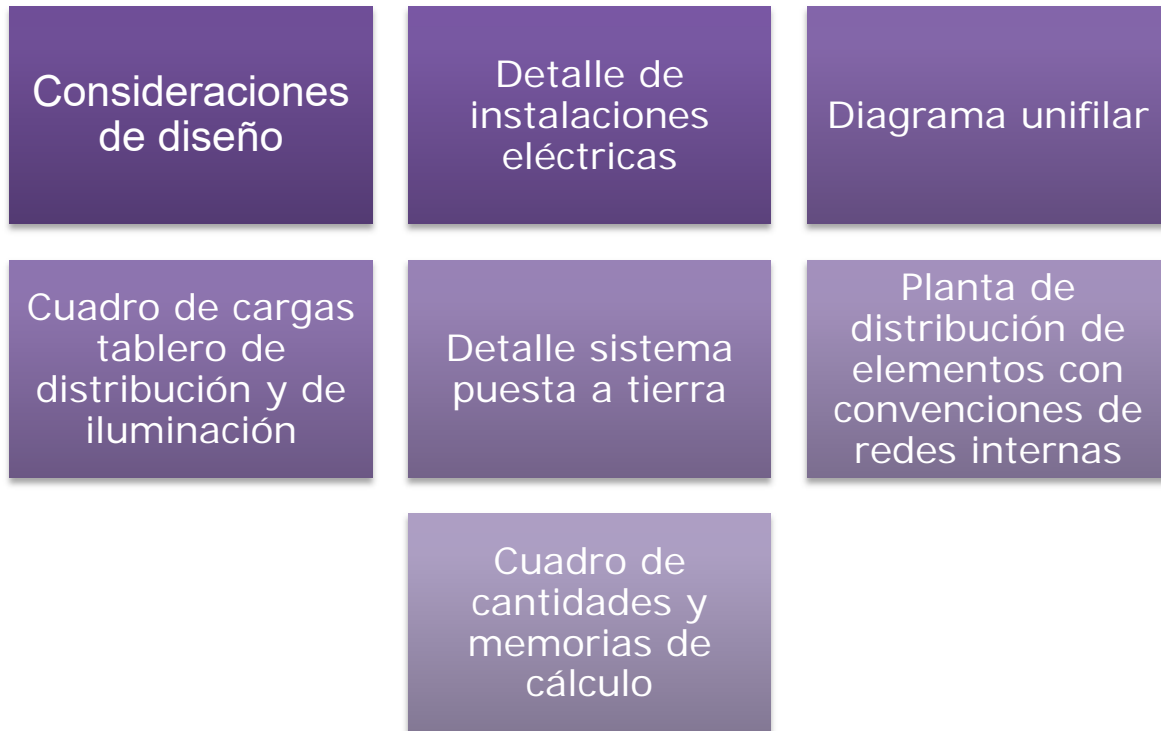 Consideraciones
de diseño
Detalle de
instalaciones
eléctricas
Diagrama unifilar
Cuadro de cargas
tablero de
distribución y de
iluminación
Detalle sistema
puesta a tierra
Planta de
distribución de
elementos con
convenciones de
redes internas
Cuadro de
cantidades y
memorias de
cálculo